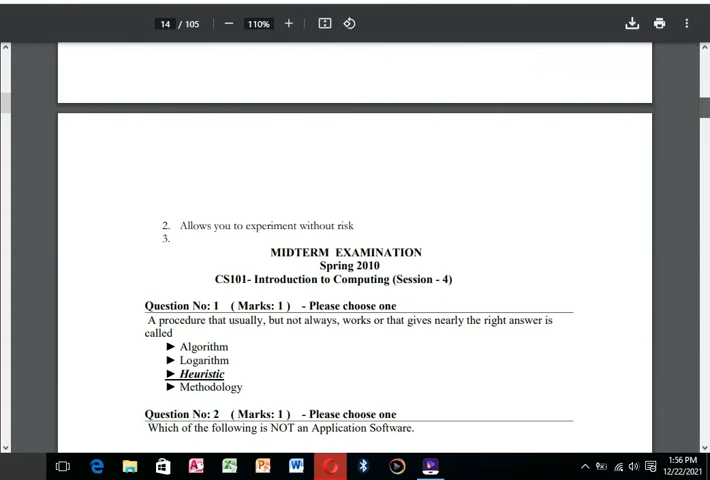 14 / 105
110%
2. Allows you to experiment without risk
3.
MIDTERM EXAMINATION
Spring 2010
CS101- Introduction to Computing (Session - 4)
Question No: 1 ( Marks: 1 ) - Please choose one
A procedure that usually, but not always, works or that gives nearly the right answer is
called
► Algorithm
► Logarithm
► Heuristic
► Methodology
Question No: 2 ( Marks: 1 ) - Please choose one
Which of the following is NOT an Application Software.
1:56 PM
12/22/2021